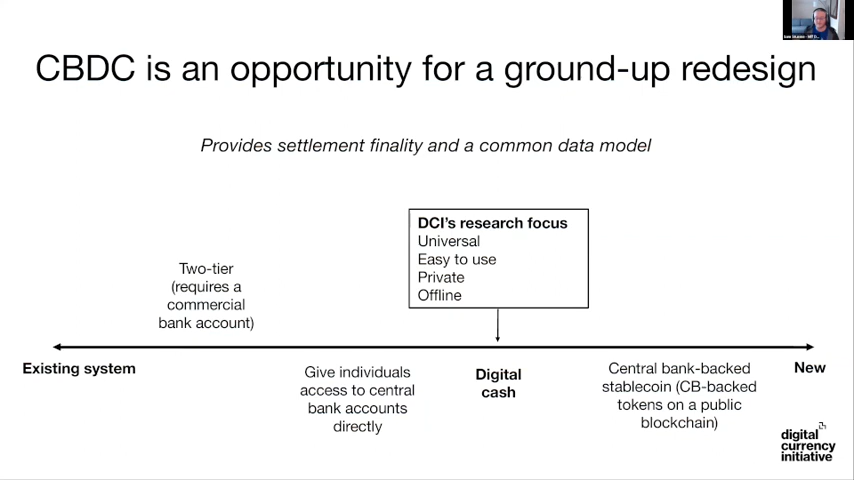 CBDC is an opportunity for a ground-up redesign
Provides settlement finality and a common data model
DCI's research focus
Universal
Easy to use
Private
Offline
Two-tier
(requires a
commercial
bank account)
Existing system
Give individuals
access to central
bank accounts
directly
Digital
cash
Central bank-backed
stablecoin (CB-backed
tokens on a public
blockchain)
New
digital
currency
initiative